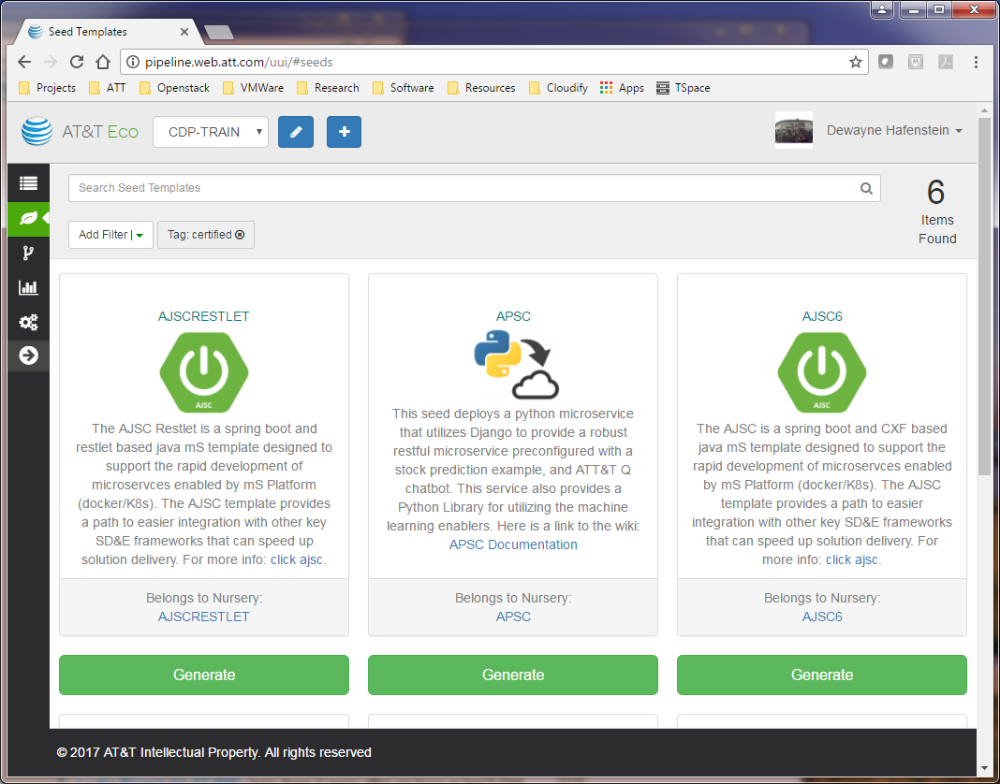 Seed Templates
pipeline.web.att.com/uui/#seeds
Projects ATT Openstack VMWare Research Software Resources Cloudify Apps TSpace
AT&T Eco CDP-TRAIN Dewayne Hafenstein
Search Seed Templates
6
Items
Found
Add Filter | Tag: certified
AJSCRESTLET
AJSC
The AJSC Restlet is a spring boot and
restlet based java mS template designed to
support the rapid development of
microservces enabled by mS Platform
(docker/K8s). The AJSC template provides
a path to easier integration with other key
SD&E frameworks that can speed up
solution delivery. For more info: click ajsc.
Belongs to Nursery:
AJSCRESTLET
Generate
APSC
This seed deploys a python microservice
that utilizes Django to provide a robust
restful microservice preconfigured with a
stock prediction example, and ATT&T Q
chatbot. This service also provides a
Python Library for utilizing the machine
learning enablers. Here is a link to the wiki:
APSC Documentation
Belongs to Nursery:
APSC
Generate
AJSC6
AJSC
The AJSC is a spring boot and CXF based
java mS template designed to support the
rapid development of microservces enabled
by mS Platform (docker/K8s). The AJSC
template provides a path to easier
integration with other key SD&E frameworks
that can speed up solution delivery. For
more info: click ajsc.
Belongs to Nursery:
AJSC6
Generate
© 2017 AT&T Intellectual Property. All rights reserved